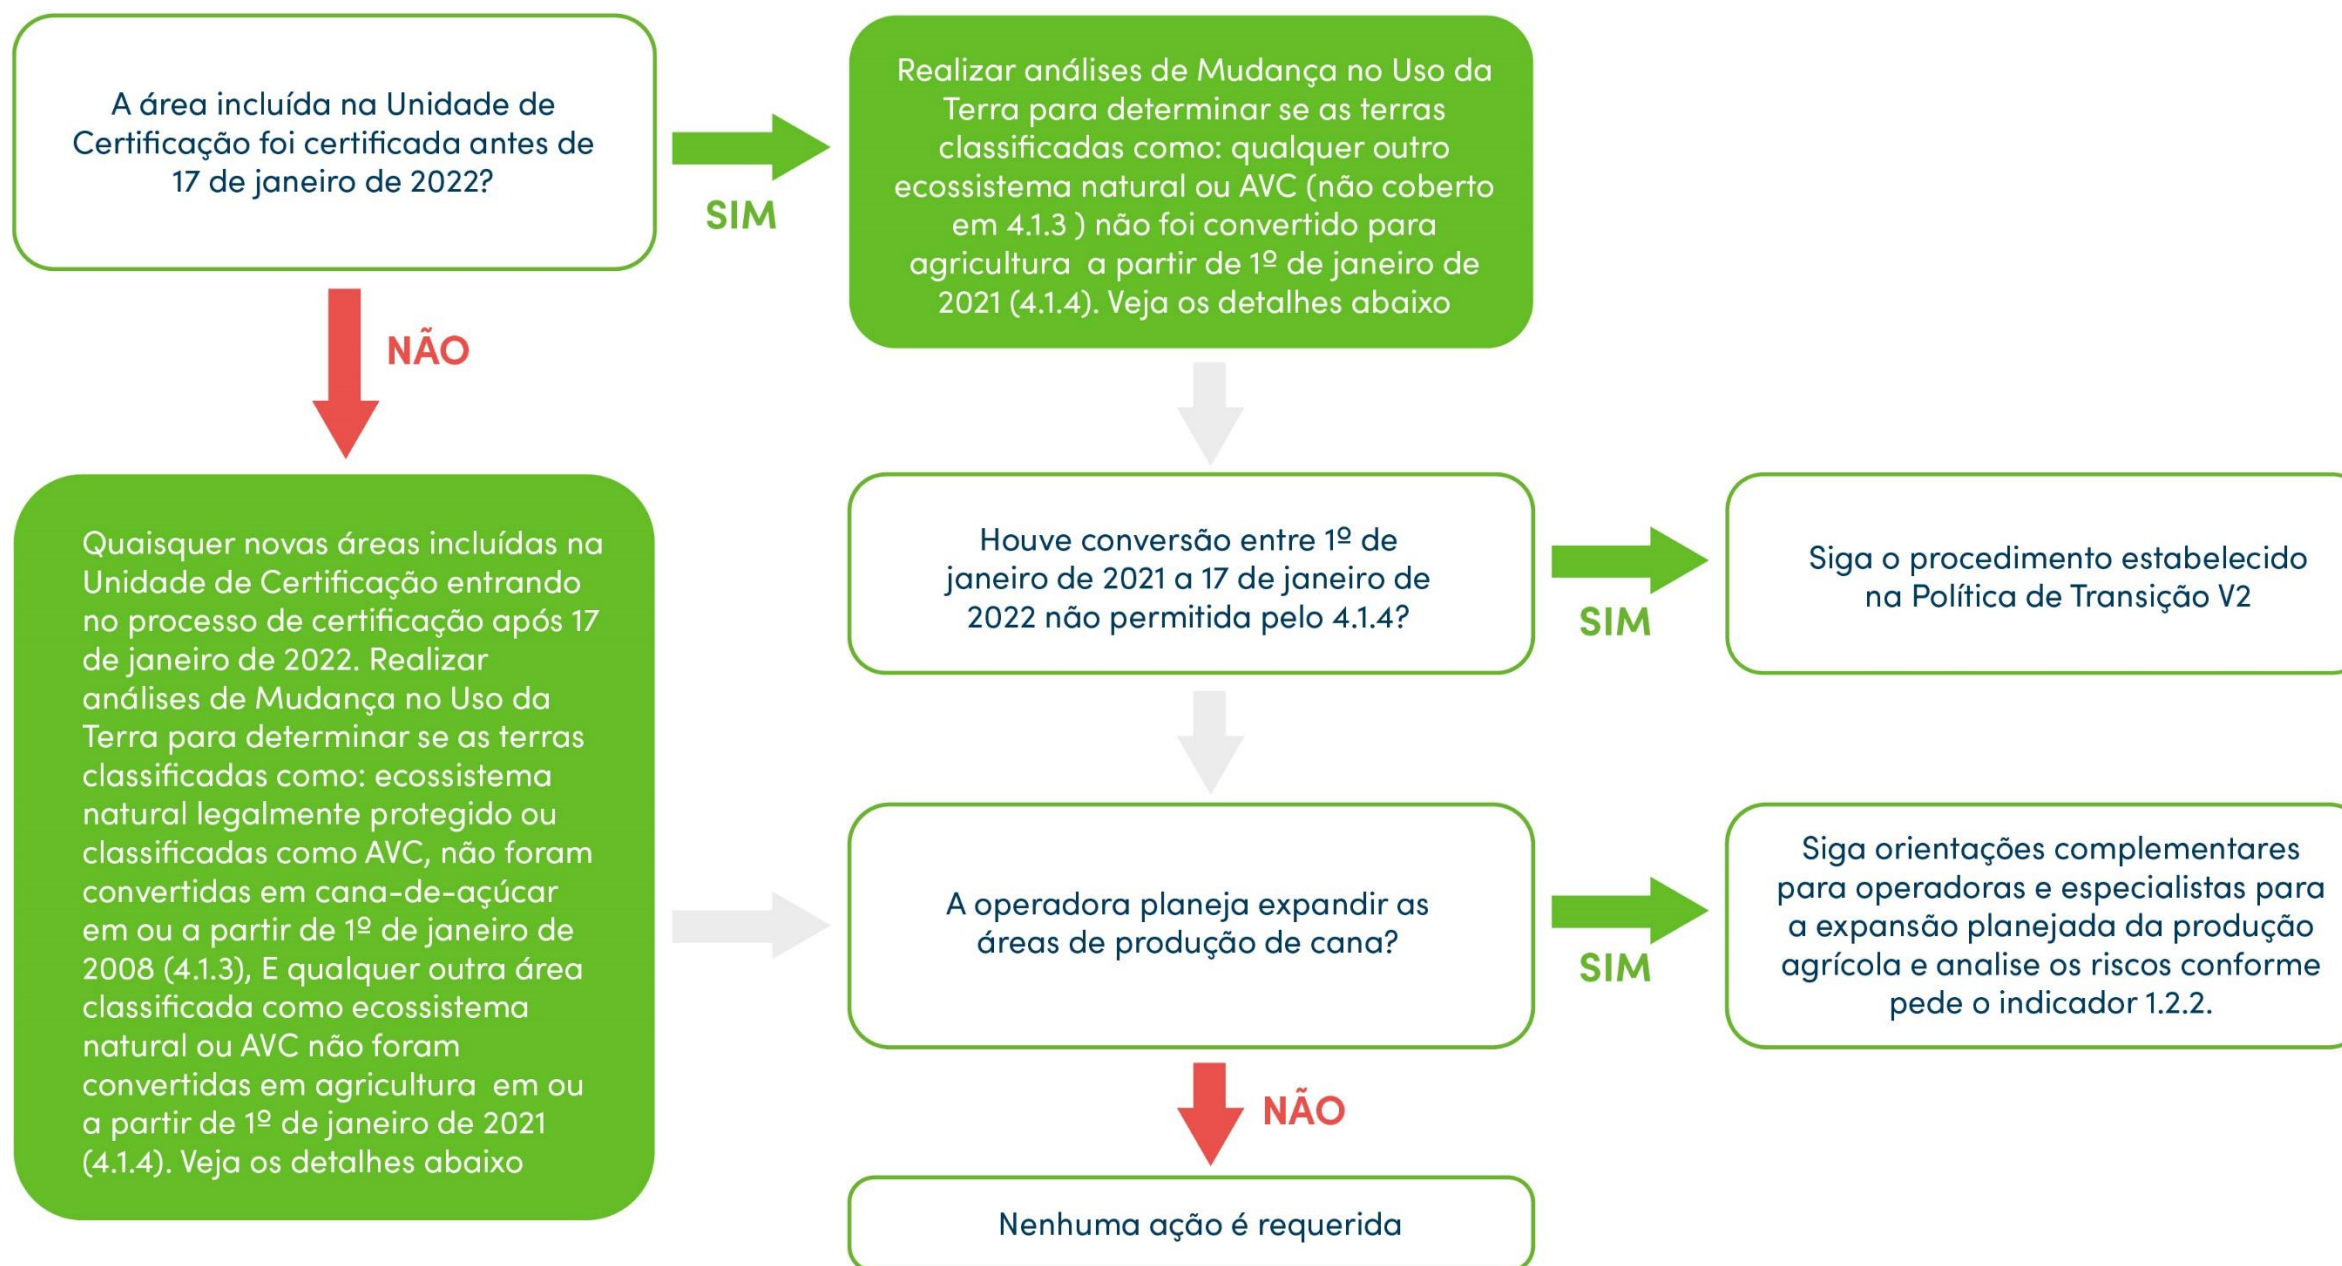 A área incluída na Unidade de
Certificação foi certificada antes de
17 de janeiro de 2022?
SIM
Realizar análises de Mudança no Uso da
Terra para determinar se as terras
classificadas como: qualquer outro
ecossistema natural ou AVC (não coberto
em 4.1.3 ) não foi convertido para
agricultura a partir de 1º de janeiro de
2021 (4.1.4). Veja os detalhes abaixo
NÃO
Quaisquer novas áreas incluídas na
Unidade de Certificação entrando
no processo de certificação após 17
de janeiro de 2022. Realizar
análises de Mudança no Uso da
Terra para determinar se as terras
classificadas como: ecossistema
natural legalmente protegido ou
classificadas como AVC, não foram
convertidas em cana-de-açúcar
em ou a partir de 1º de janeiro de
2008 (4.1.3), E qualquer outra área
classificada como ecossistema
natural ou AVC não foram
convertidas em agricultura em ou
a partir de 1º de janeiro de 2021
(4.1.4). Veja os detalhes abaixo
Houve conversão entre 1º de
janeiro de 2021 a 17 de janeiro de
2022 não permitida pelo 4.1.4?
SIM
Siga o procedimento estabelecido
na Política de Transição V2
A operadora planeja expandir as
áreas de produção de cana?
SIM
Siga orientações complementares
para operadoras e especialistas para
a expansão planejada da produção
agrícola e analise os riscos conforme
pede o indicador 1.2.2.
NÃO
Nenhuma ação é requerida